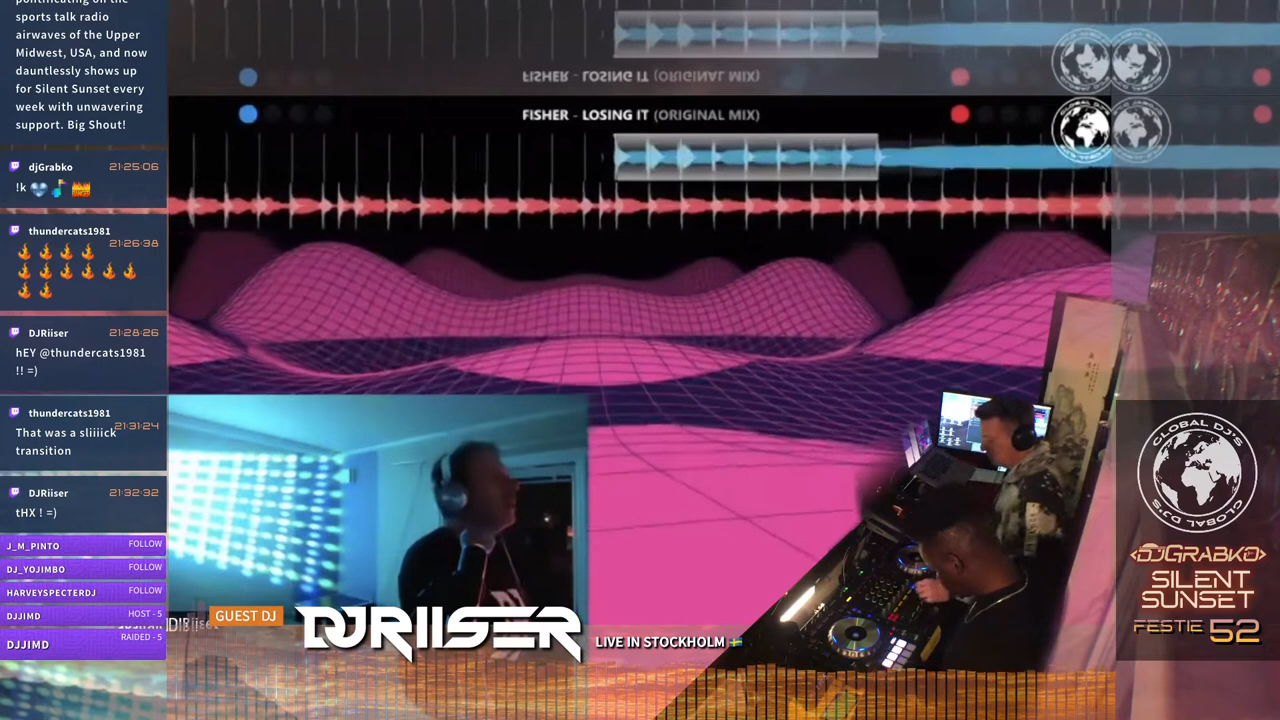 pontificating on the
sports talk radio
airwaves of the Upper
Midwest, USA, and now
dauntlessly shows up
for Silent Sunset every
week with unwavering
support. Big Shout!
djGrabko 21:25:06
!k
thundercats1981
21:26:38
DJRiiser 21:28:26
hEY @thundercats1981
!! =)
thundercats1981
21:31:24
That was a sliiiick
transition
DJRiiser 21:32:32
tHX ! =)
J_M_PINTO FOLLOW
DJ_YOJIMBO FOLLOW
HARVEYSPECTERDJ FOLLOW
DJJIMD HOST - 5
DJJIMD RAIDED - 5
FISHER - LOSING IT (ORIGINAL MIX)
FISHER - LOSING IT (ORIGINAL MIX)
GUEST DJ
DJRIISER
LIVE IN STOCKHOLM
GLOBAL DJ'S
GLOBAL DJ'S
<DJGRABKO>
SILENT
SUNSET
FESTIE 52